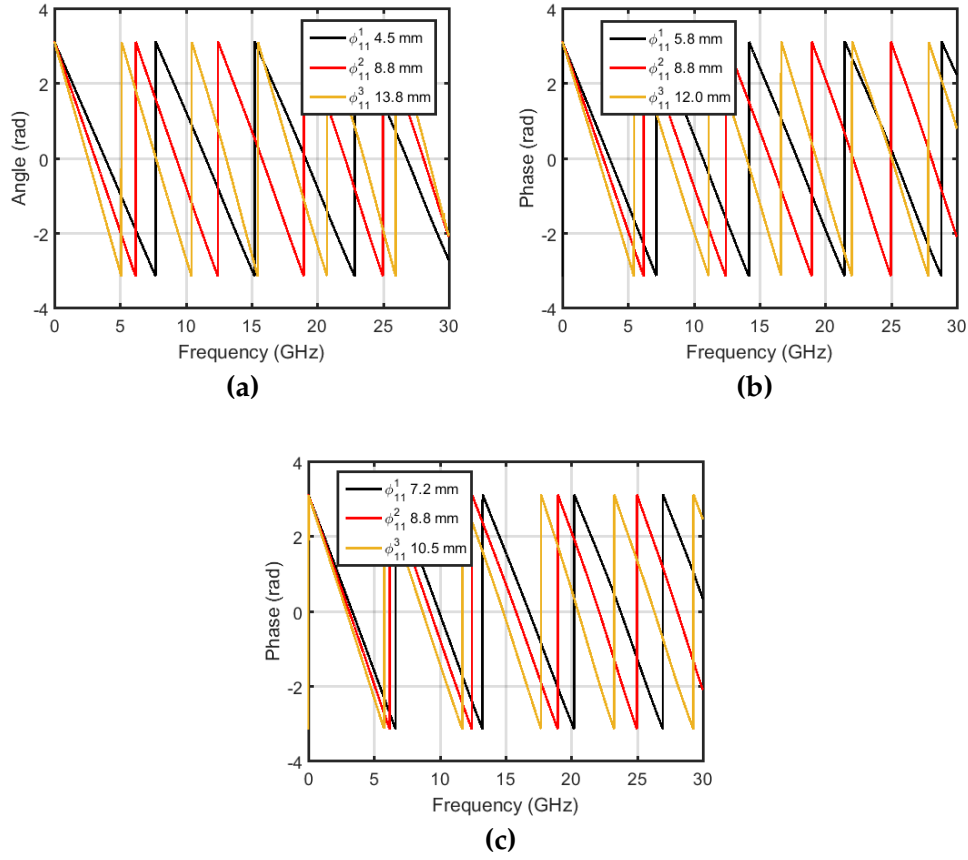 4
2
0
-2
-4
Angle (rad)
ϕ¹₁₁ 4.5 mm
ϕ²₁₁ 8.8 mm
ϕ³₁₁ 13.8 mm
0 5 10 15 20 25 30
Frequency (GHz)
(a)
4
2
0
-2
-4
Phase (rad)
ϕ¹₁₁ 5.8 mm
ϕ²₁₁ 8.8 mm
ϕ³₁₁ 12.0 mm
0 5 10 15 20 25 30
Frequency (GHz)
(b)
4
2
0
-2
-4
Phase (rad)
ϕ¹₁₁ 7.2 mm
ϕ²₁₁ 8.8 mm
ϕ³₁₁ 10.5 mm
0 5 10 15 20 25 30
Frequency (GHz)
(c)